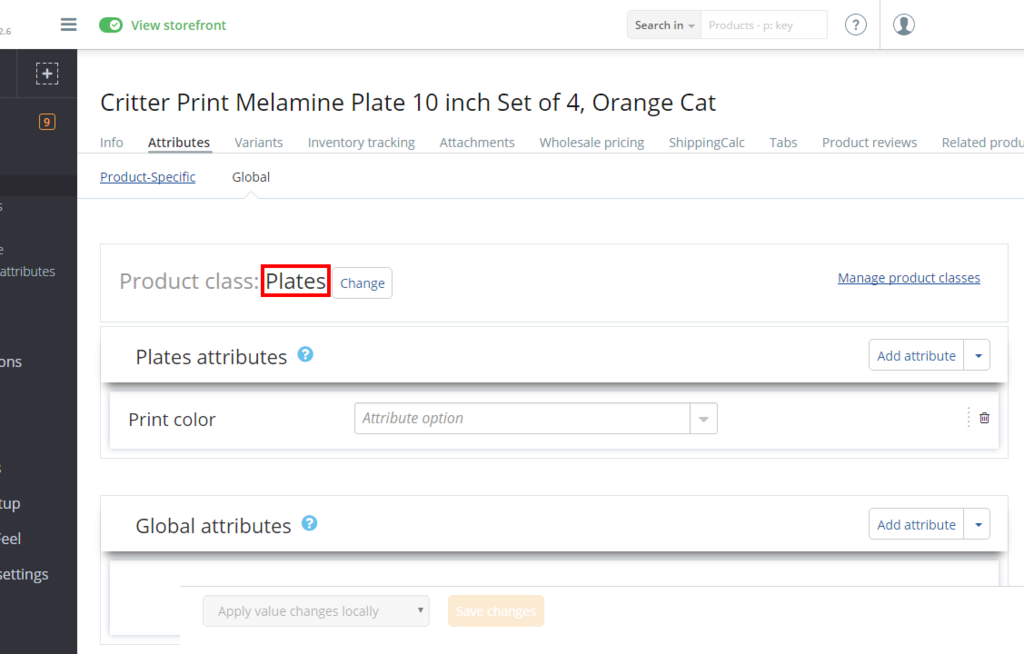 2.6
View storefront
Search in
Products - p: key
?
9
Critter Print Melamine Plate 10 inch Set of 4, Orange Cat
Info Attributes Variants Inventory tracking Attachments Wholesale pricing ShippingCalc Tabs Product reviews Related produ
Product-Specific Global
s
e
attributes
ons
s
tup
Feel
settings
Product class: Plates Change
Manage product classes
Plates attributes ?
Add attribute
Print color
Attribute option
Global attributes ?
Add attribute
Apply value changes locally
Save changes